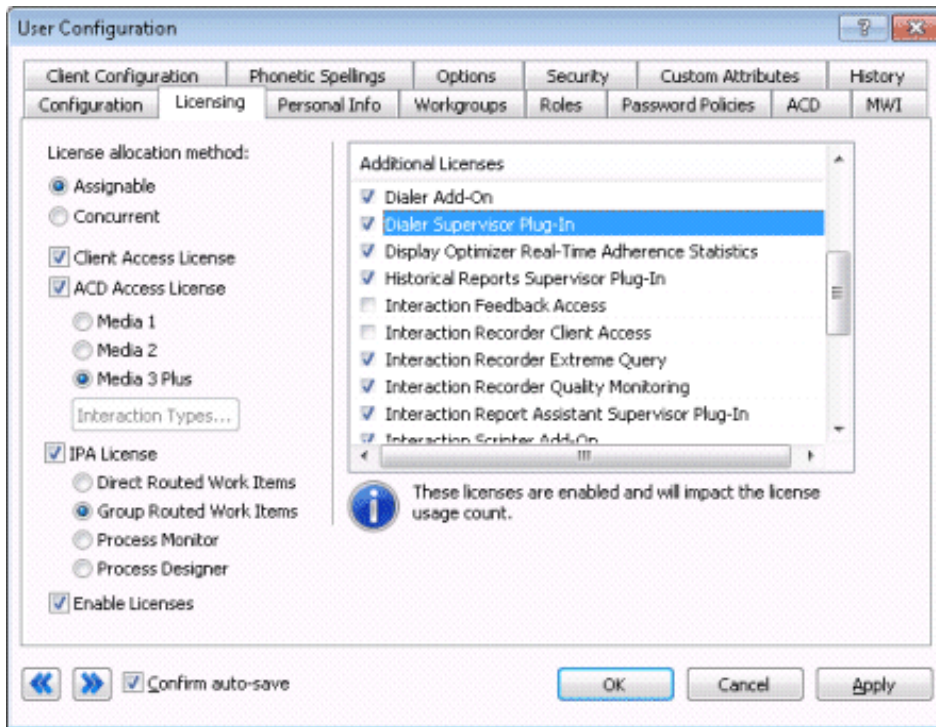 User Configuration
Client Configuration Phonetic Spellings Options Security Custom Attributes History
Configuration Licensing Personal Info Workgroups Roles Password Policies ACD MWI
License allocation method:
Assignable
Concurrent
Client Access License
ACD Access License
Media 1
Media 2
Media 3 Plus
Interaction Types...
IPA License
Direct Routed Work Items
Group Routed Work Items
Process Monitor
Process Designer
Enable Licenses
Additional Licenses
Dialer Add-On
Dialer Supervisor Plug-In
Display Optimizer Real-Time Adherence Statistics
Historical Reports Supervisor Plug-In
Interaction Feedback Access
Interaction Recorder Client Access
Interaction Recorder Extreme Query
Interaction Recorder Quality Monitoring
Interaction Report Assistant Supervisor Plug-In
Interaction Scripter Add-On
These licenses are enabled and will impact the license
usage count.
Confirm auto-save
OK Cancel Apply